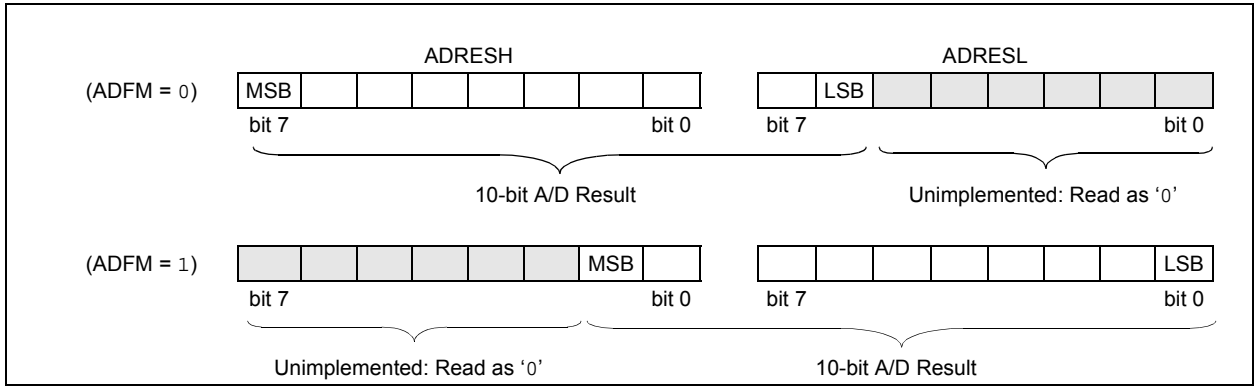 ADRESH ADRESL
(ADFM = 0) MSB LSB
bit 7 bit 0 bit 7 bit 0
10-bit A/D Result Unimplemented: Read as ‘0’
(ADFM = 1) MSB LSB
bit 7 bit 0 bit 7 bit 0
Unimplemented: Read as ‘0’ 10-bit A/D Result